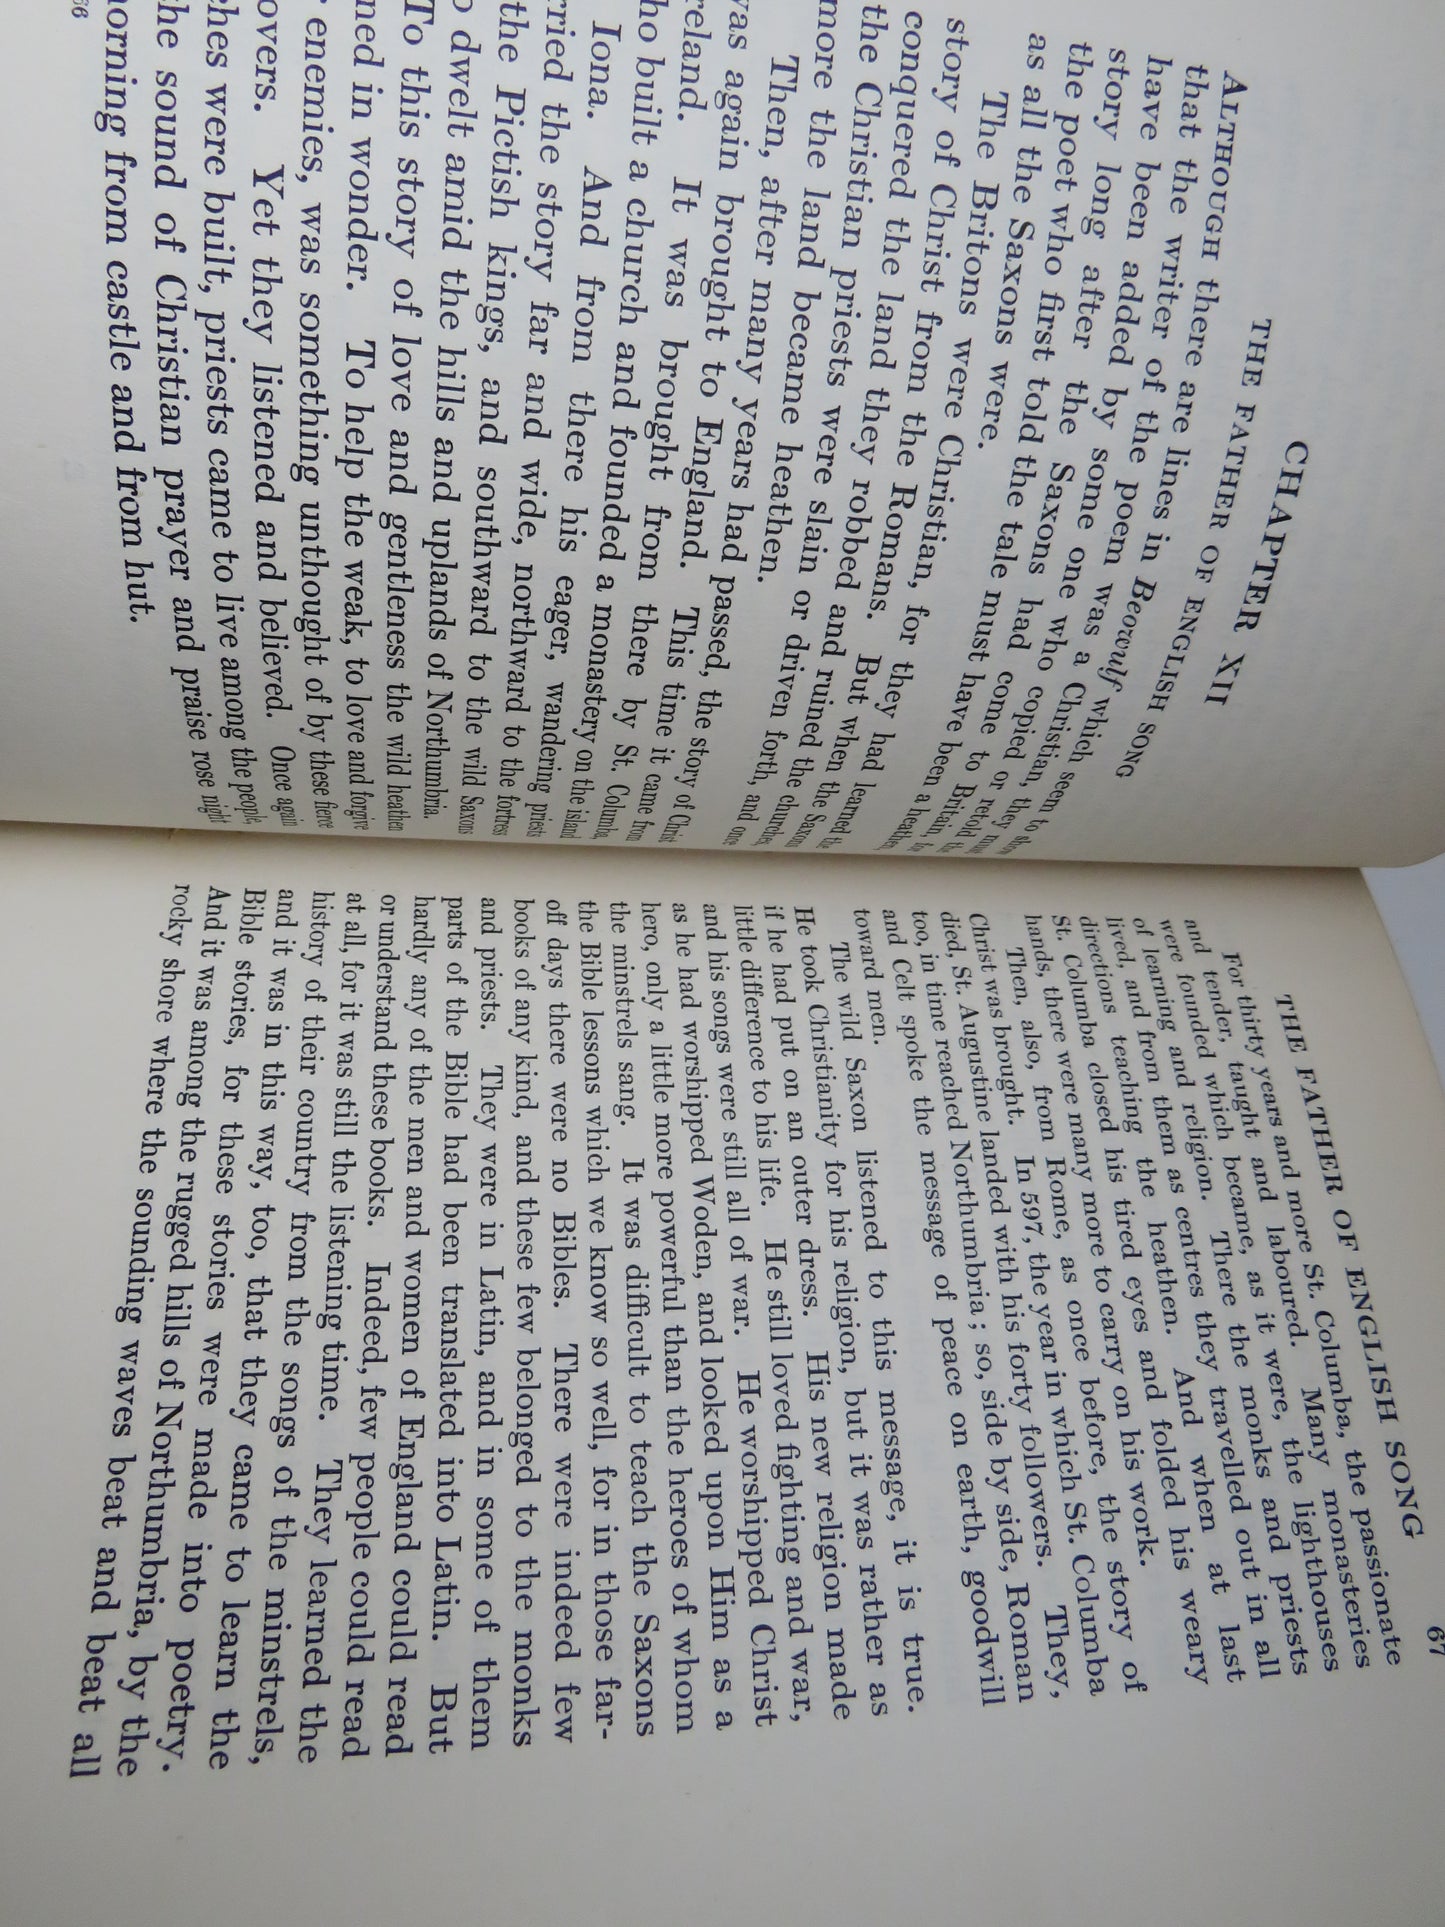 CHAPTER XII
THE FATHER OF ENGLISH SONG
ALTHOUGH there are lines in Beowulf which seem to
that the writer of the poem was a Christian, they
have been added by some one who copied or retold
story long after the Saxons had come to Britain,
the poet who first told the tale must have been a heathen,
as all the Saxons were.
The Britons were Christian, for they had learned the
story of Christ from the Romans. But when the Saxons
conquered the land they robbed and ruined the churches,
the Christian priests were slain or driven forth, and once
more the land became heathen.
Then, after many years had passed, the story of Christ
was again brought to England. This time it came from
reland. It was brought from there by St. Columba,
ho built a church and founded a monastery on the island
Iona. And from there his eager, wandering priests
rried the story far and wide, northward to the fortress
the Pictish kings, and southward to the wild Saxons
o dwelt amid the hills and uplands of Northumbria.
To this story of love and gentleness the wild heathen
ned in wonder. To help the weak, to love and forgive
enemies, was something unthought of by these fierce
overs. Yet they listened and believed. Once again
ches were built, priests came to live among the people,
the sound of Christian prayer and praise rose night
orning from castle and from hut.
66
THE FATHER OF ENGLISH SONG 67
For thirty years and more St. Columba, the passionate
and tender, taught and laboured. Many monasteries
were founded which became, as it were, the lighthouses
of learning and religion. There the monks and priests
lived, and from them as centres they travelled out in all
directions teaching the heathen. And when at last
St. Columba closed his tired eyes and folded his weary
hands, there were many more to carry on his work.
Then, also, from Rome, as once before, the story of
Christ was brought. In 597, the year in which St. Columba
died, St. Augustine landed with his forty followers. They,
too, in time reached Northumbria; so, side by side, Roman
and Celt spoke the message of peace on earth, goodwill
toward men.
The wild Saxon listened to this message, it is true.
He took Christianity for his religion, but it was rather as
if he had put on an outer dress. His new religion made
little difference to his life. He still loved fighting and war,
and his songs were still all of war. He worshipped Christ
as he had worshipped Woden, and looked upon Him as a
hero, only a little more powerful than the heroes of whom
the minstrels sang. It was difficult to teach the Saxons
the Bible lessons which we know so well, for in those far-
off days there were no Bibles. There were indeed few
books of any kind, and these few belonged to the monks
and priests. They were in Latin, and in some of them
parts of the Bible had been translated into Latin. But
hardly any of the men and women of England could read
or understand these books. Indeed, few people could read
at all, for it was still the listening time. They learned the
history of their country from the songs of the minstrels,
and it was in this way, too, that they came to learn the
Bible stories, for these stories were made into poetry.
And it was among the rugged hills of Northumbria, by the
rocky shore where the sounding waves beat and beat all